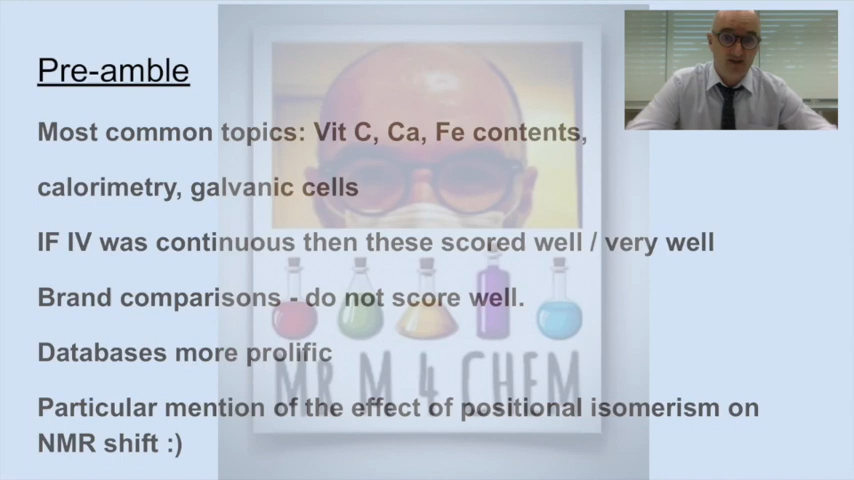 Pre-amble
Most common topics: Vit C, Ca, Fe contents,
calorimetry, galvanic cells
IF IV was continuous then these scored well / very well
Brand comparisons - do not score well.
Databases more prolific
MR M 4 CHEM
Particular mention of the effect of positional isomerism on
NMR shift :)